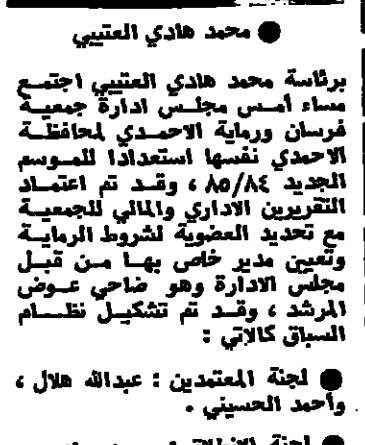 ● محمد هادي العتيبي
برئاسة محمد هادي العتيبي اجتمع
مساء أمس مجلس ادارة جمعية
فرسان ورماية الاحمدي لمحافظة
الاحمدي نفسها استعدادا للموسم
الجديد ٨٥/٨٤ ، وقد تم اعتماد
التقريرين الاداري والمالي للجمعية
مع تحديد العضوية لشروط الرماية
وتعيين مدير خاص بها من قبل
مجلس الادارة وهو ضاحي عوض
المرشد ، وقد تم تشكيل نظام
السباق كالاتي :
● لجنة المعتمدين : عبدالله هلال ،
وأحمد الحسيني .
● لجنة